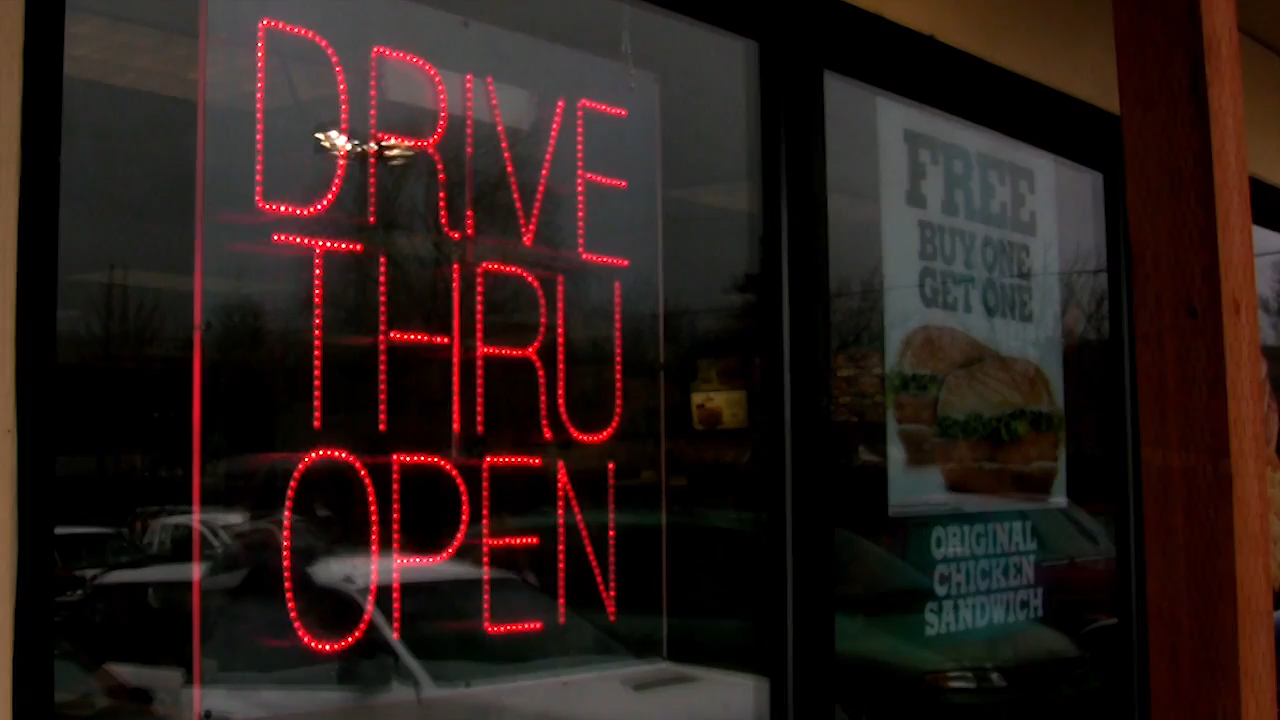 DRIVE
THRU
OPEN
FREE
BUY ONE
GET ONE
ORIGINAL
CHICKEN
SANDWICH